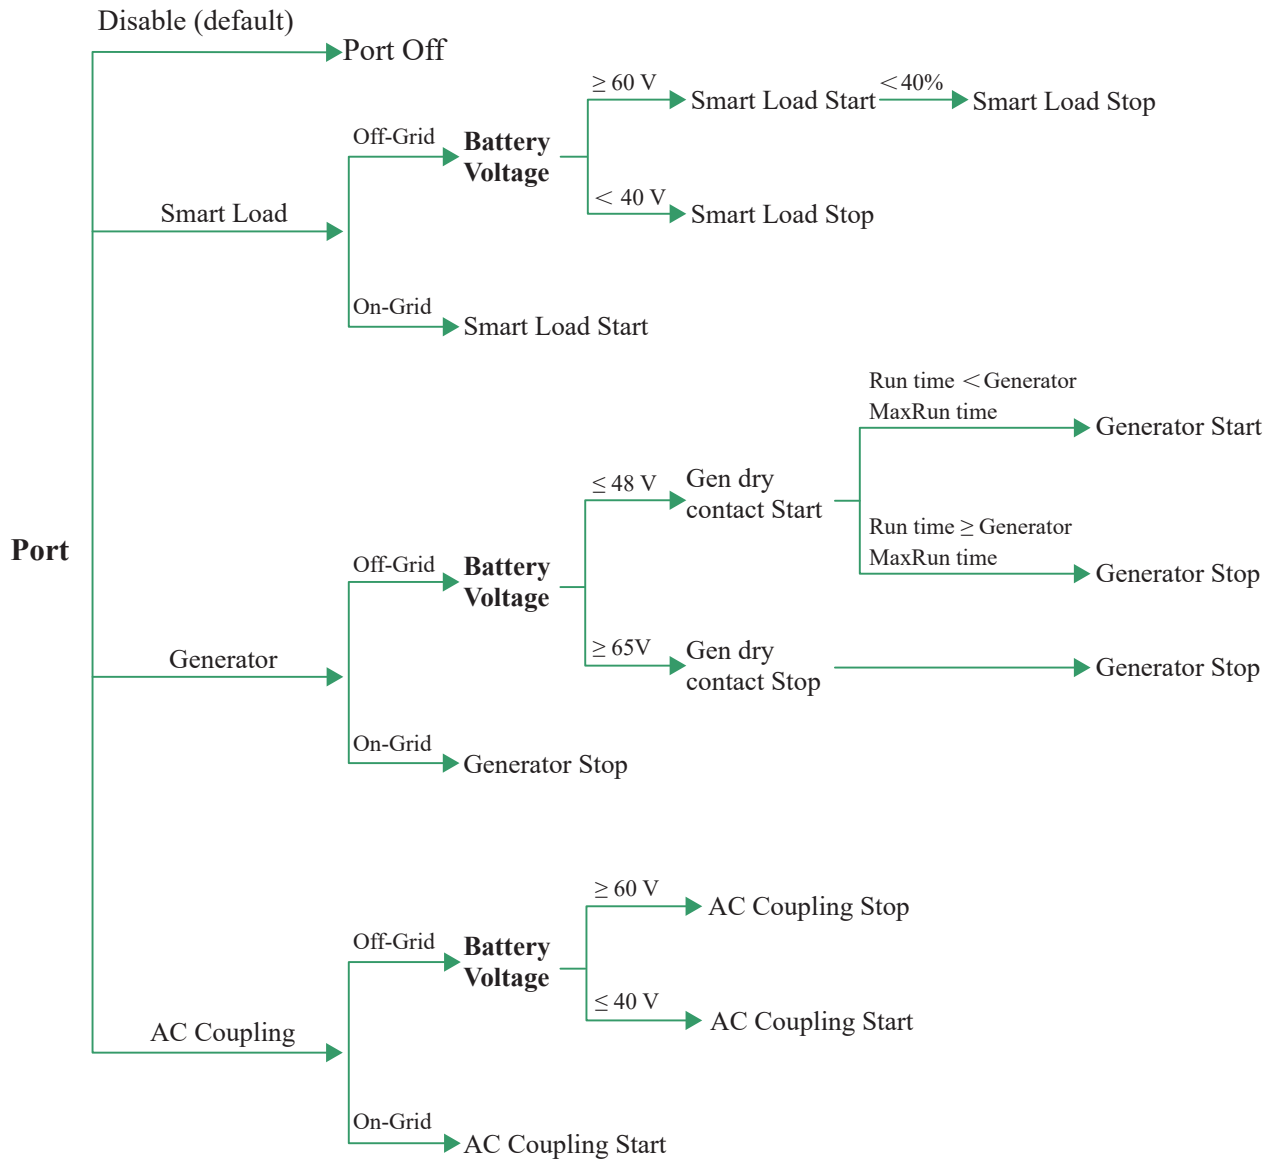 Disable (default)
Port Off
≥ 60 V
Smart Load Start
＜40%
Smart Load Stop
Off-Grid
Battery
Voltage
＜ 40 V
Smart Load Stop
Smart Load
On-Grid
Smart Load Start
Run time ＜Generator
MaxRun time
Generator Start
≤ 48 V
Gen dry
contact Start
Run time ≥ Generator
MaxRun time
Generator Stop
Port
Off-Grid
Battery
Voltage
≥ 65V
Gen dry
contact Stop
Generator Stop
Generator
On-Grid
Generator Stop
≥ 60 V
AC Coupling Stop
Off-Grid
Battery
Voltage
≤ 40 V
AC Coupling Start
AC Coupling
On-Grid
AC Coupling Start